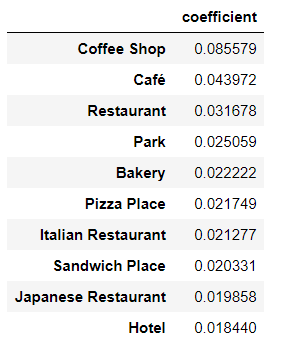 coefficient
Coffee Shop 0.085579
Café 0.043972
Restaurant 0.031678
Park 0.025059
Bakery 0.022222
Pizza Place 0.021749
Italian Restaurant 0.021277
Sandwich Place 0.020331
Japanese Restaurant 0.019858
Hotel 0.018440